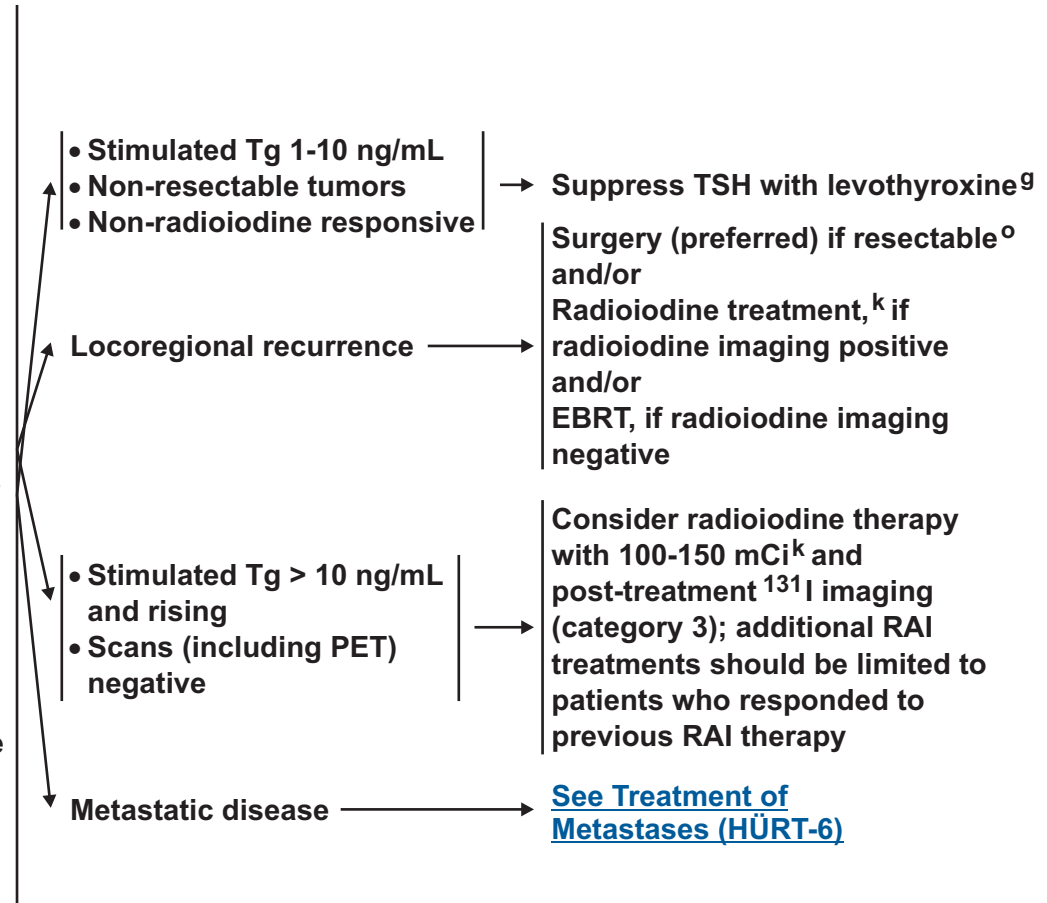 • Stimulated Tg 1-10 ng/mL
• Non-resectable tumors
• Non-radioiodine responsive
Suppress TSH with levothyroxine g
Locoregional recurrence
Surgery (preferred) if resectable o
and/or
Radioiodine treatment, k if
radioiodine imaging positive
and/or
EBRT, if radioiodine imaging
negative
• Stimulated Tg > 10 ng/mL
and rising
• Scans (including PET)
negative
Consider radioiodine therapy
with 100-150 mCi k and
post-treatment 131I imaging
(category 3); additional RAI
treatments should be limited to
patients who responded to
previous RAI therapy
Metastatic disease
See Treatment of
Metastases (HÜRT-6)